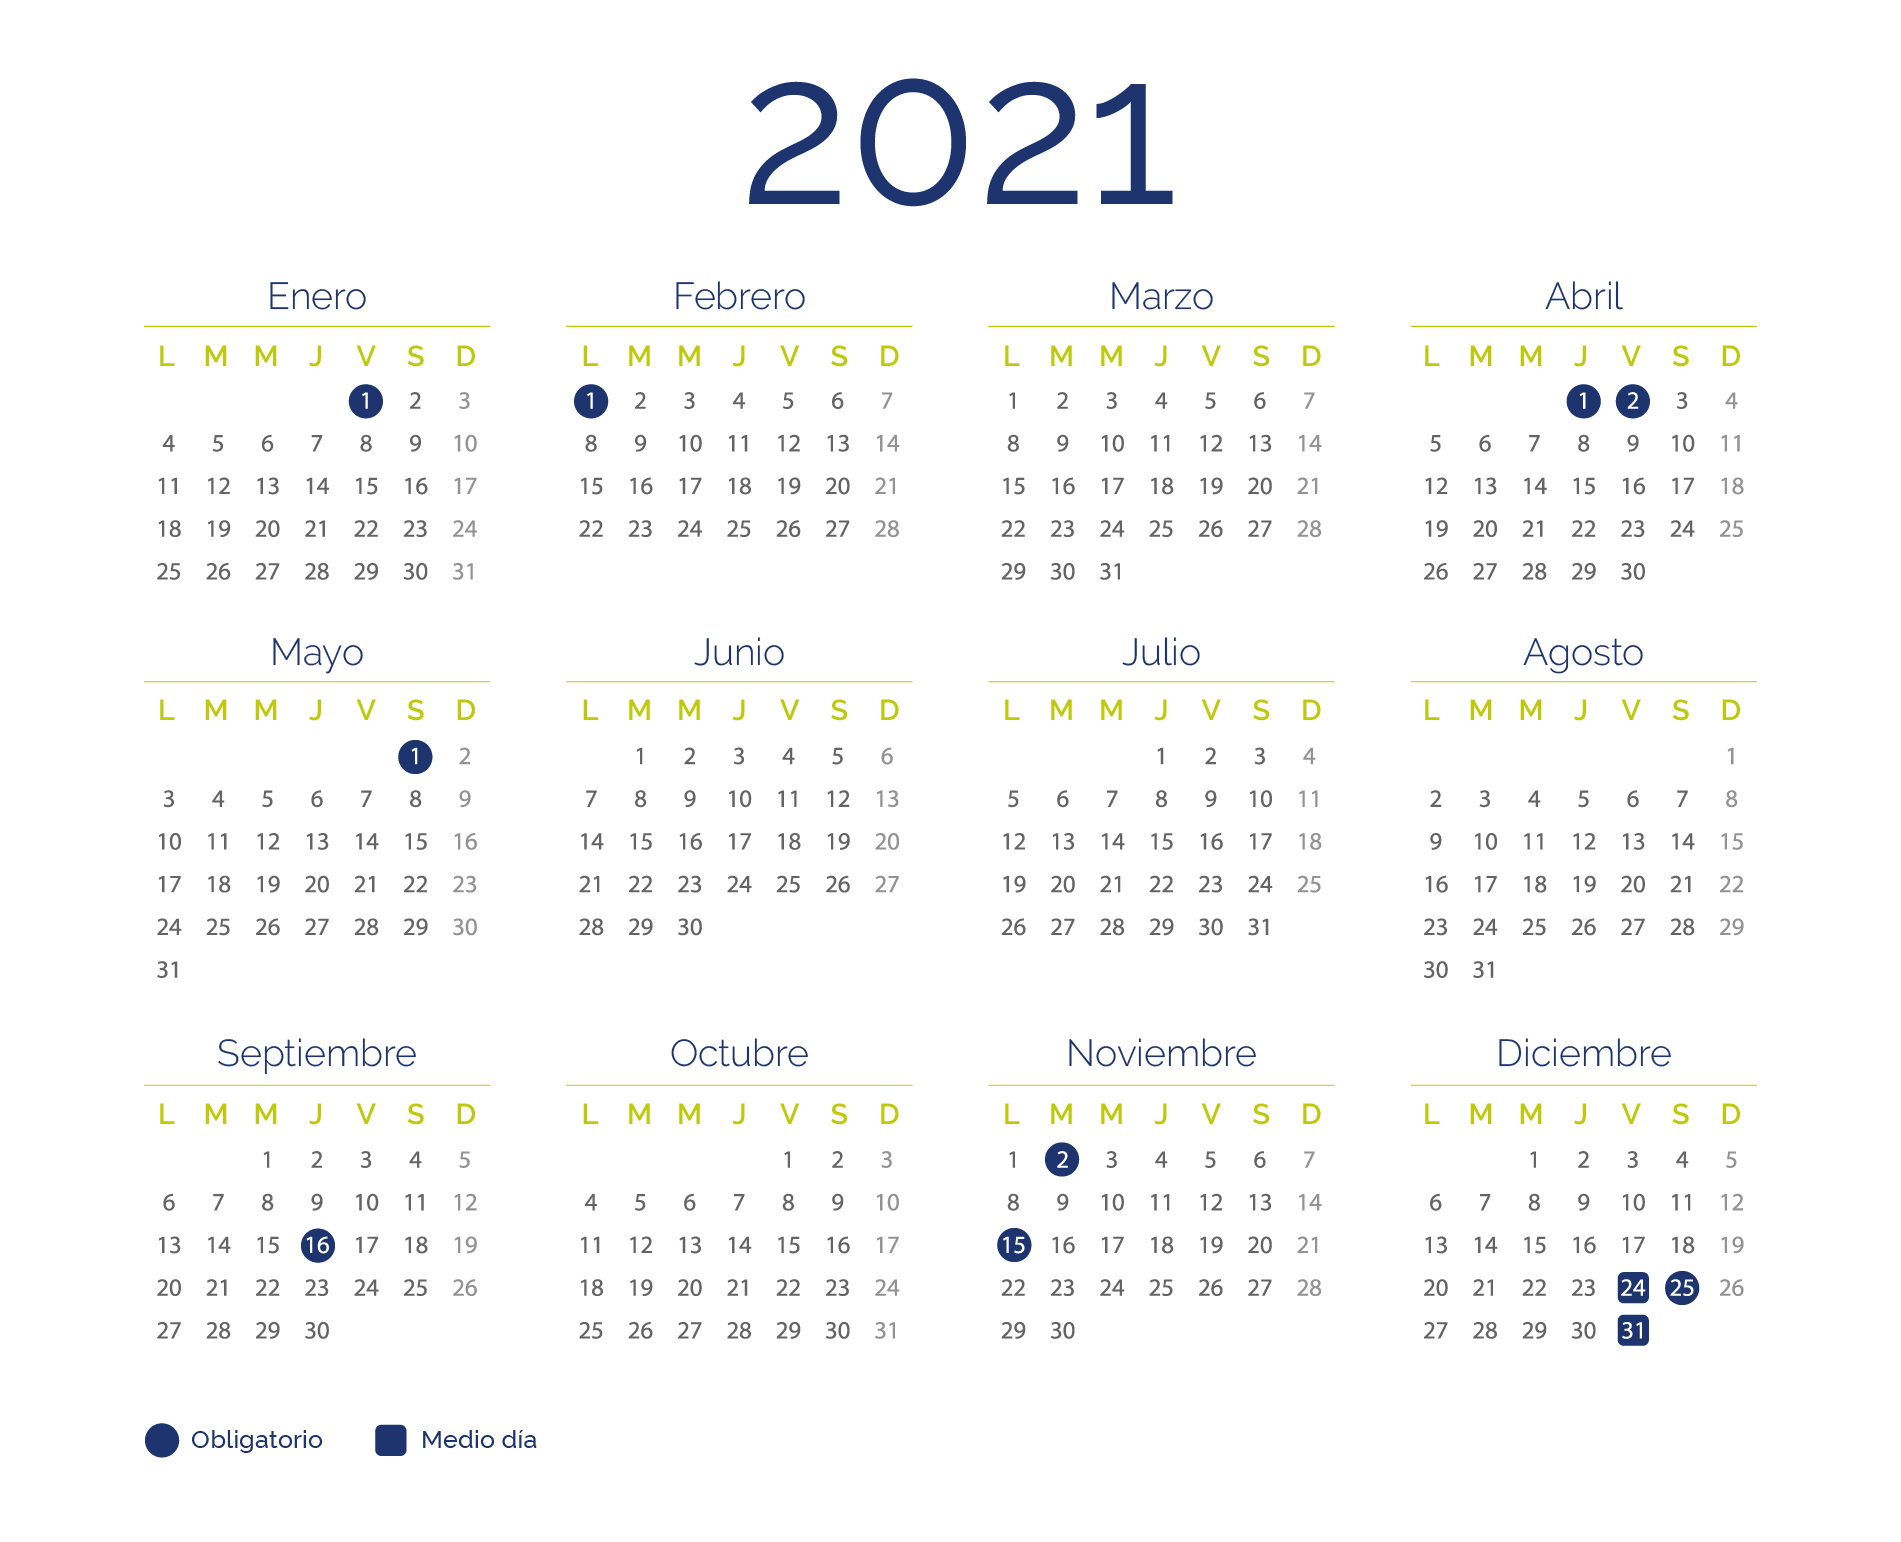 2021
Enero
L M M J V S D
1 2 3
4 5 6 7 8 9 10
11 12 13 14 15 16 17
18 19 20 21 22 23 24
25 26 27 28 29 30 31
Febrero
L M M J V S D
1 2 3 4 5 6 7
8 9 10 11 12 13 14
15 16 17 18 19 20 21
22 23 24 25 26 27 28
Marzo
L M M J V S D
1 2 3 4 5 6 7
8 9 10 11 12 13 14
15 16 17 18 19 20 21
22 23 24 25 26 27 28
29 30 31
Abril
L M M J V S D
1 2 3 4
5 6 7 8 9 10 11
12 13 14 15 16 17 18
19 20 21 22 23 24 25
26 27 28 29 30
Mayo
L M M J V S D
1 2
3 4 5 6 7 8 9
10 11 12 13 14 15 16
17 18 19 20 21 22 23
24 25 26 27 28 29 30
31
Junio
L M M J V S D
1 2 3 4 5 6
7 8 9 10 11 12 13
14 15 16 17 18 19 20
21 22 23 24 25 26 27
28 29 30
Julio
L M M J V S D
1 2 3 4
5 6 7 8 9 10 11
12 13 14 15 16 17 18
19 20 21 22 23 24 25
26 27 28 29 30 31
Agosto
L M M J V S D
1
2 3 4 5 6 7 8
9 10 11 12 13 14 15
16 17 18 19 20 21 22
23 24 25 26 27 28 29
30 31
Septiembre
L M M J V S D
1 2 3 4 5
6 7 8 9 10 11 12
13 14 15 16 17 18 19
20 21 22 23 24 25 26
27 28 29 30
Octubre
L M M J V S D
1 2 3
4 5 6 7 8 9 10
11 12 13 14 15 16 17
18 19 20 21 22 23 24
25 26 27 28 29 30 31
Noviembre
L M M J V S D
1 2 3 4 5 6 7
8 9 10 11 12 13 14
15 16 17 18 19 20 21
22 23 24 25 26 27 28
29 30
Diciembre
L M M J V S D
1 2 3 4 5
6 7 8 9 10 11 12
13 14 15 16 17 18 19
20 21 22 23 24 25 26
27 28 29 30 31
Obligatorio
Medio día